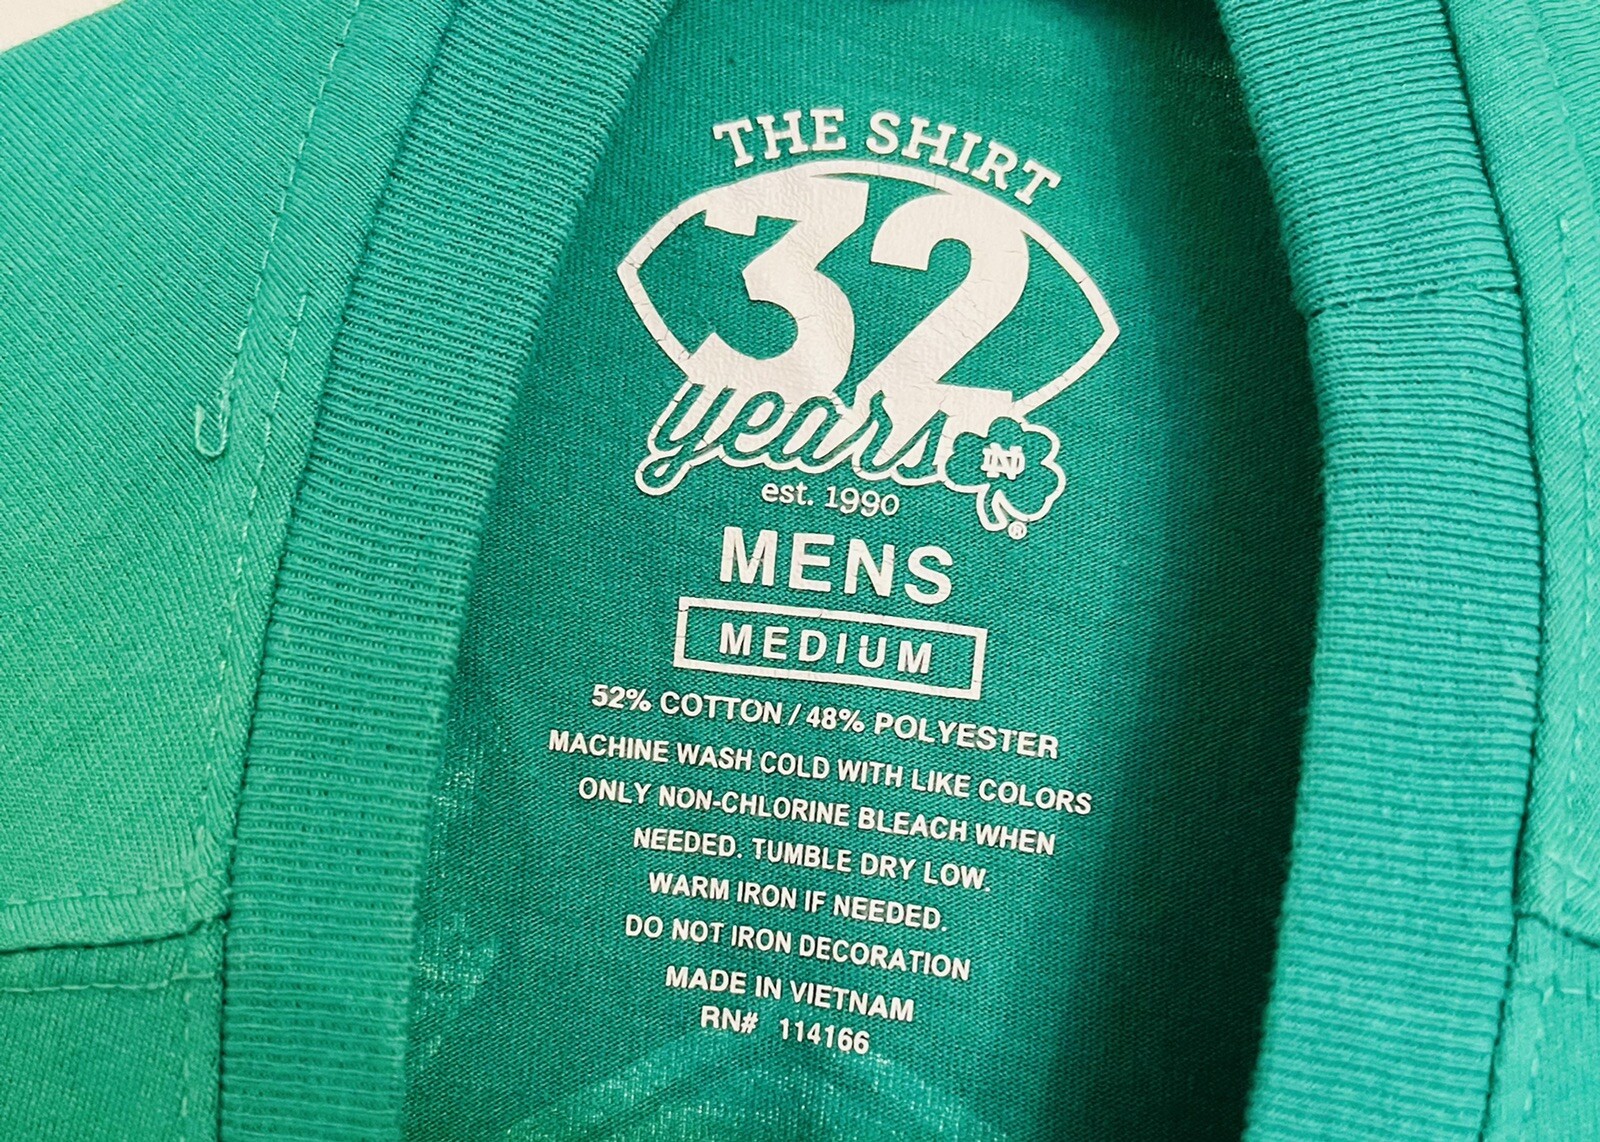 THE SHIRT
32
years
ND
®
est. 1990
MENS
MEDIUM
52% COTTON / 48% POLYESTER
MACHINE WASH COLD WITH LIKE COLORS
ONLY NON-CHLORINE BLEACH WHEN
NEEDED. TUMBLE DRY LOW.
WARM IRON IF NEEDED.
DO NOT IRON DECORATION
MADE IN VIETNAM
RN# 114166